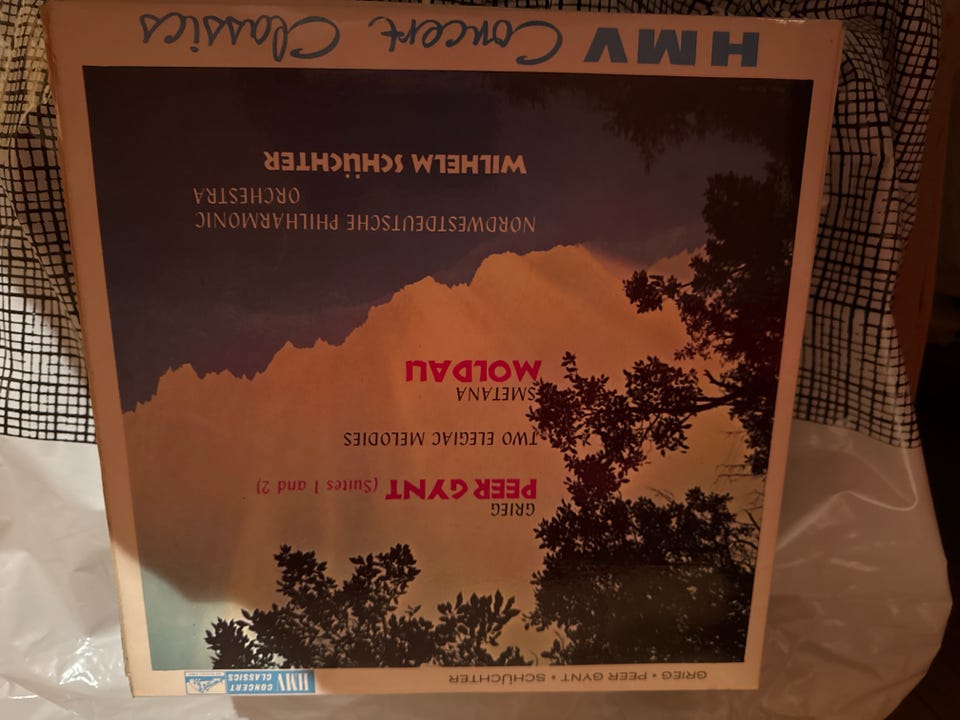 GRIEG • PEER GYNT • SCHÜCHTER
HMV CONCERT CLASSICS
GRIEG
PEER GYNT (Suites 1 and 2)
TWO ELEGIAC MELODIES
SMETANA
MOLDAU
NORDWESTDEUTSCHE PHILHARMONIC
ORCHESTRA
WILHELM SCHÜCHTER
HMV Concert Classics